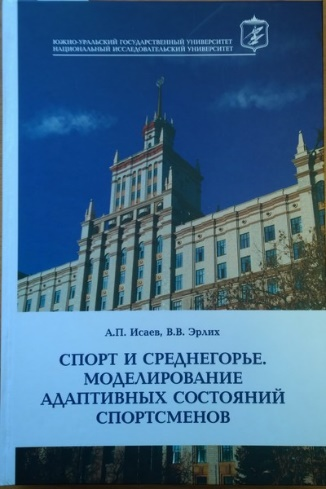 ЮЖНО-УРАЛЬСКИЙ ГОСУДАРСТВЕННЫЙ УНИВЕРСИТЕТ
НАЦИОНАЛЬНЫЙ ИССЛЕДОВАТЕЛЬСКИЙ УНИВЕРСИТЕТ
А.П. Исаев, В.В. Эрлих
СПОРТ И СРЕДНЕГОРЬЕ.
МОДЕЛИРОВАНИЕ
АДАПТИВНЫХ СОСТОЯНИЙ
СПОРТСМЕНОВ